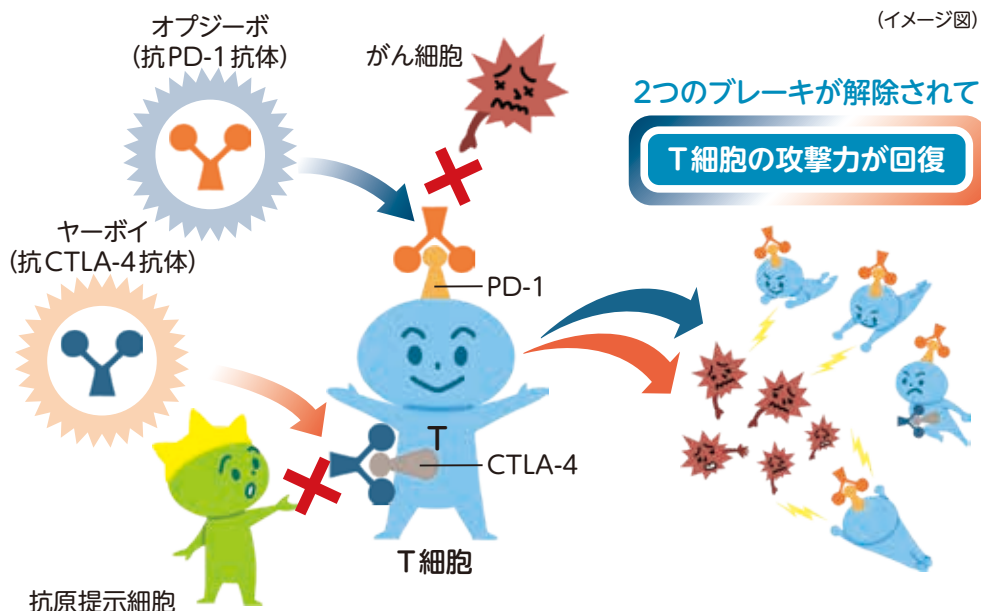 (イメージ図)
オプジーボ
(抗PD-1抗体)
がん細胞
2つのブレーキが解除されて
T細胞の攻撃力が回復
ヤーボイ
(抗CTLA-4抗体)
PD-1
T
CTLA-4
T細胞
抗原提示細胞